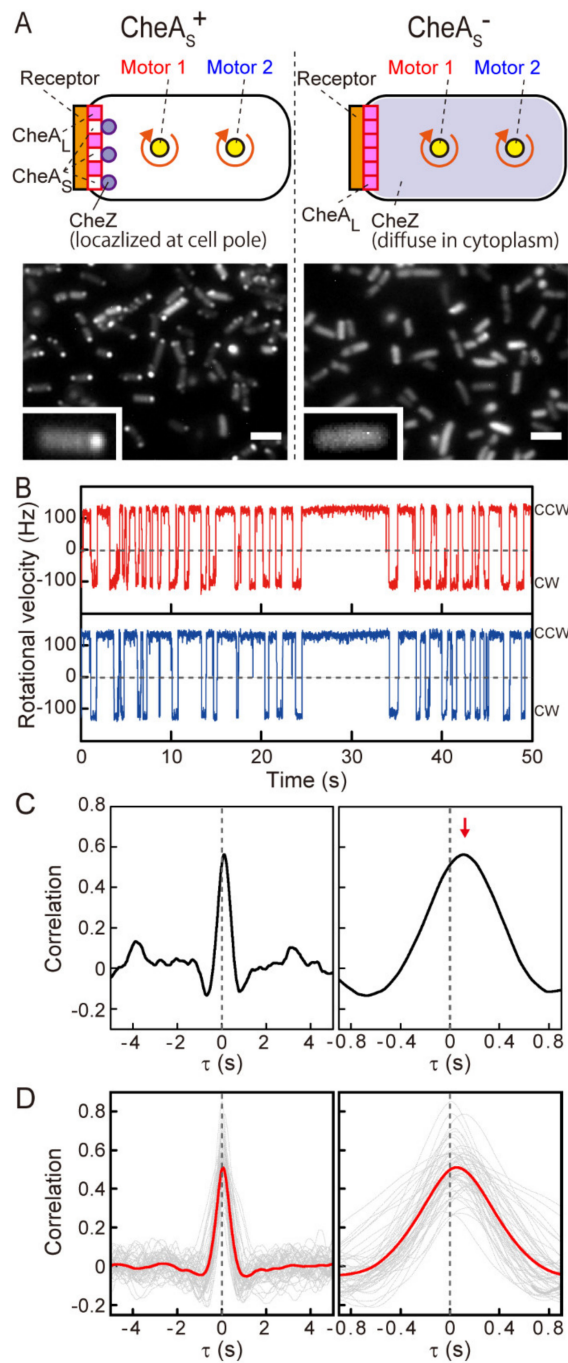 A
CheAS+
CheAS-
Receptor
Motor 1
Motor 2
CheAL
CheAS
CheZ
(locazlized at cell pole)
Receptor
Motor 1
Motor 2
CheAL
CheZ
(diffuse in cytoplasm)
B
Rotational velocity (Hz)
100
0
-100
CCW
CW
100
0
-100
CCW
CW
0 10 20 30 40 50
Time (s)
C
Correlation
0.8
0.6
0.4
0.2
0
-0.2
-4 -2 0 2 4 -0.8 -0.4 0 0.4 0.8
τ (s)
τ (s)
D
Correlation
0.8
0.6
0.4
0.2
0
-0.2
-4 -2 0 2 4 -0.8 -0.4 0 0.4 0.8
τ (s)
τ (s)